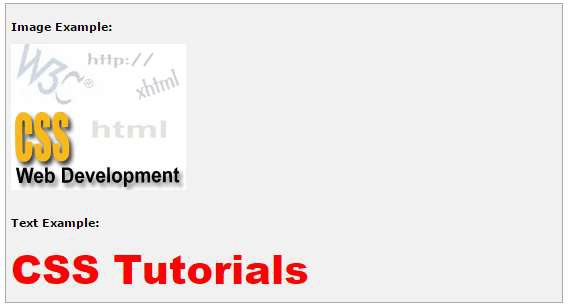 Image Example:
http://
W3C®
xhtml
html
CSS
Web Development
Text Example:
CSS Tutorials